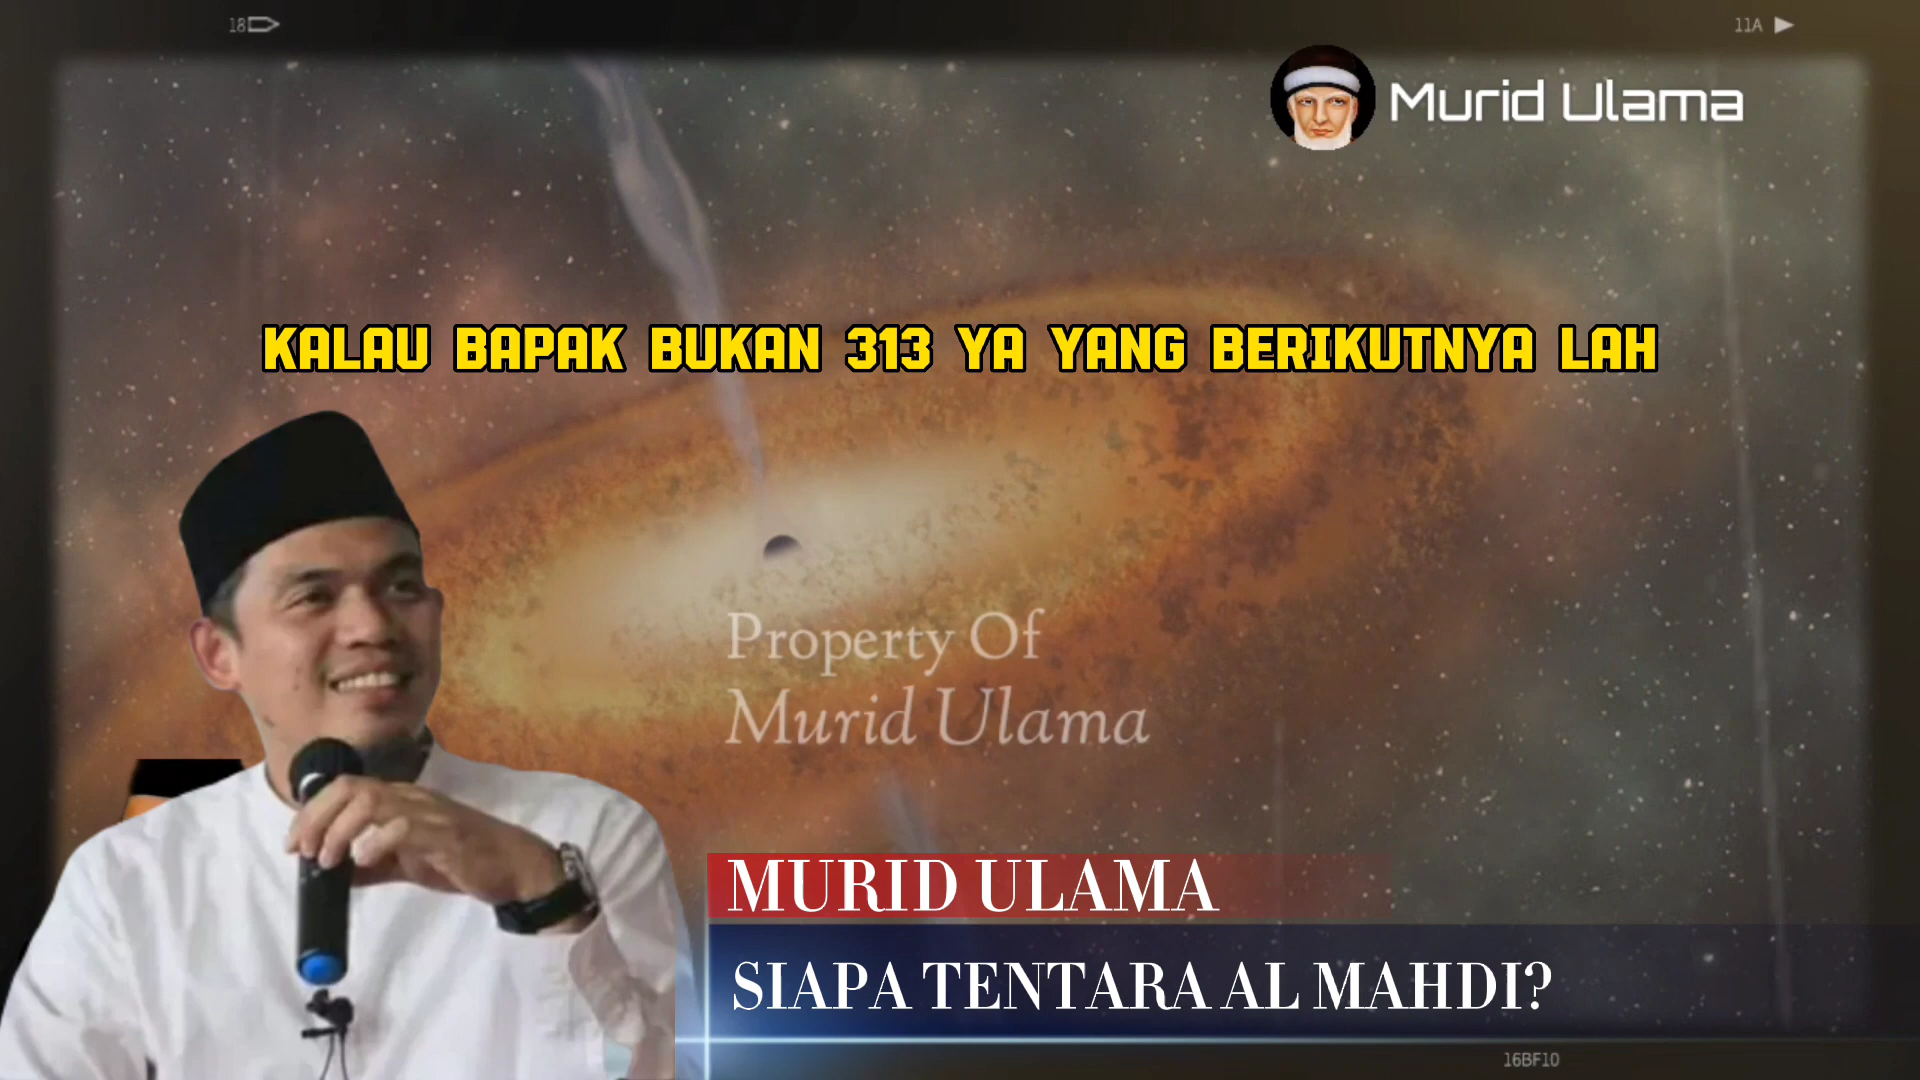 18
11A
Murid Ulama
KALAU BAPAK BUKAN 313 YA YANG BERIKUTNYA LAH
Property Of
Murid Ulama
MURID ULAMA
SIAPA TENTARA AL MAHDI?
16BF10